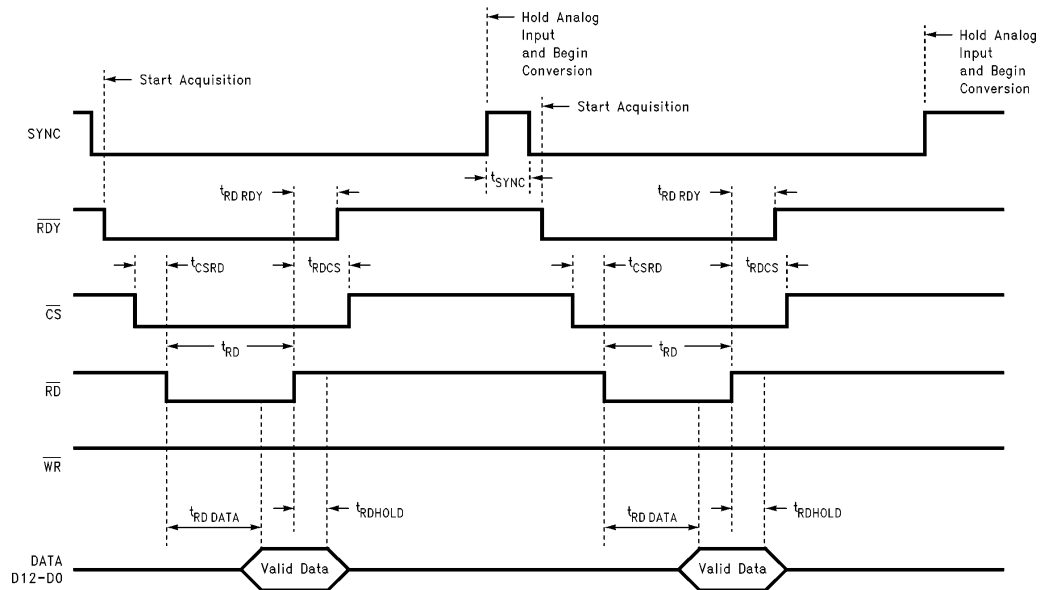 Hold Analog
Input
and Begin
Conversion
Hold Analog
Input
and Begin
Conversion
Start Acquisition
Start Acquisition
SYNC
tSYNC
tRD RDY
tRD RDY
RDY
tCSRD
tRDCS
tCSRD
tRDCS
CS
tRD
tRD
RD
WR
tRD DATA
tRDHOLD
tRD DATA
tRDHOLD
DATA
D12-D0
Valid Data
Valid Data